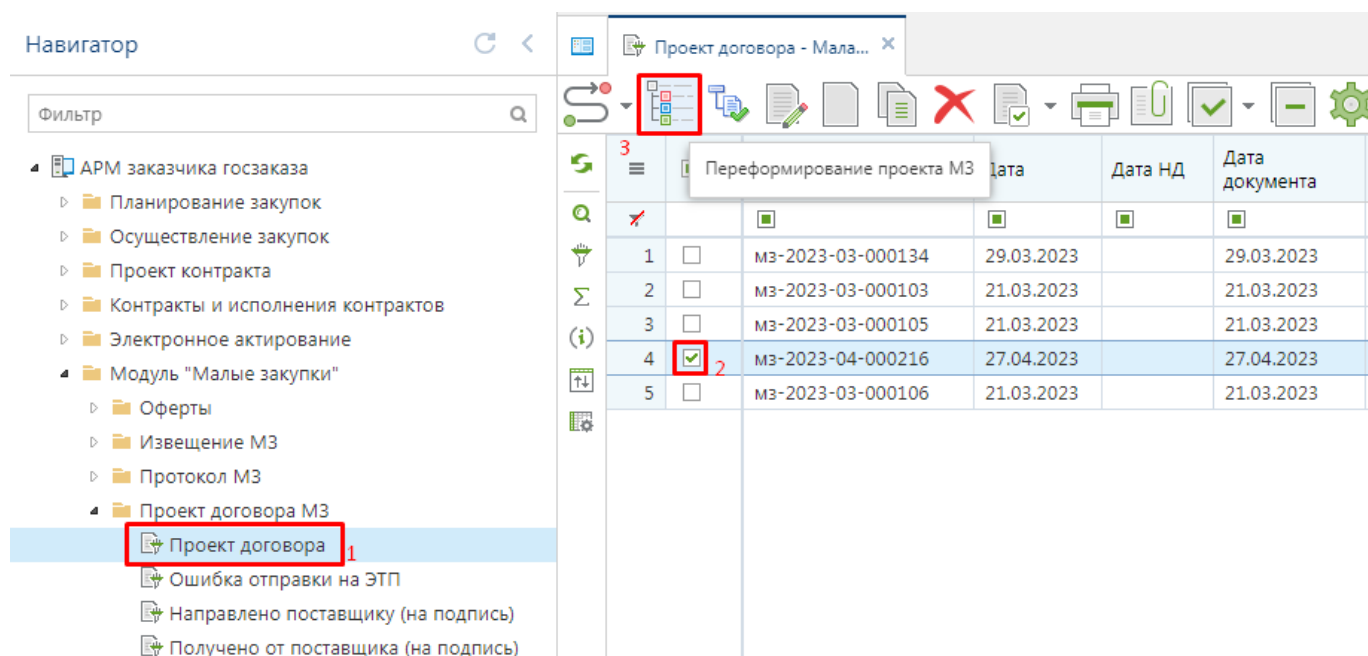 Навигатор
Проект договора - Мала...
Фильтр
АРМ заказчика госзаказа
Планирование закупок
Осуществление закупок
Проект контракта
Контракты и исполнения контрактов
Электронное актирование
Модуль "Малые закупки"
Оферты
Извещение МЗ
Протокол МЗ
Проект договора МЗ
Проект договора 1
Ошибка отправки на ЭТП
Направлено поставщику (на подпись)
Получено от поставщика (на подпись)
3
Переформирование проекта МЗ
Дата
Дата НД
Дата
документа
1 мз-2023-03-000134 29.03.2023 29.03.2023
2 мз-2023-03-000103 21.03.2023 21.03.2023
3 мз-2023-03-000105 21.03.2023 21.03.2023
4 2 мз-2023-04-000216 27.04.2023 27.04.2023
5 мз-2023-03-000106 21.03.2023 21.03.2023